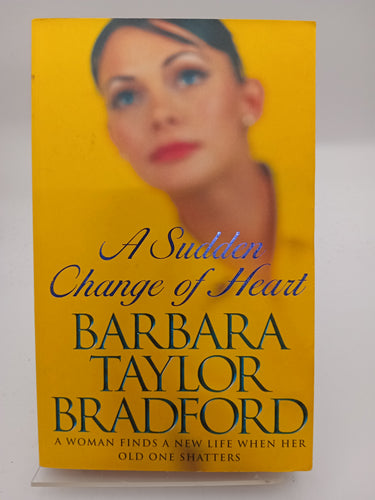 A Sudden
Change of Heart
BARBARA
TAYLOR
BRADFORD
A WOMAN FINDS A NEW LIFE WHEN HER
OLD ONE SHATTERS